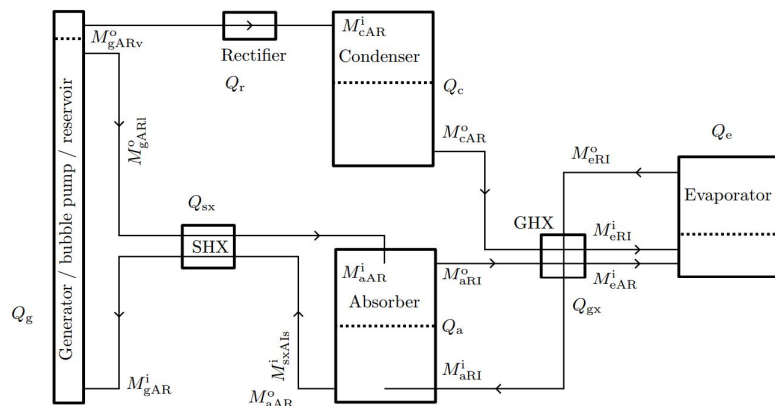 M^o_gARv
Rectifier
Q_r
M^i_cAR
Condenser
Q_c
M^o_cAR
Generator / bubble pump / reservoir
M^o_gARl
Q_g
M^i_gAR
Q_sx
SHX
M^i_sxAIs
M^o_aAR
M^i_aAR
Absorber
Q_a
M^o_aRI
M^i_aRI
GHX
Q_gx
M^o_eRI
M^i_eRI
M^i_eAR
Q_e
Evaporator